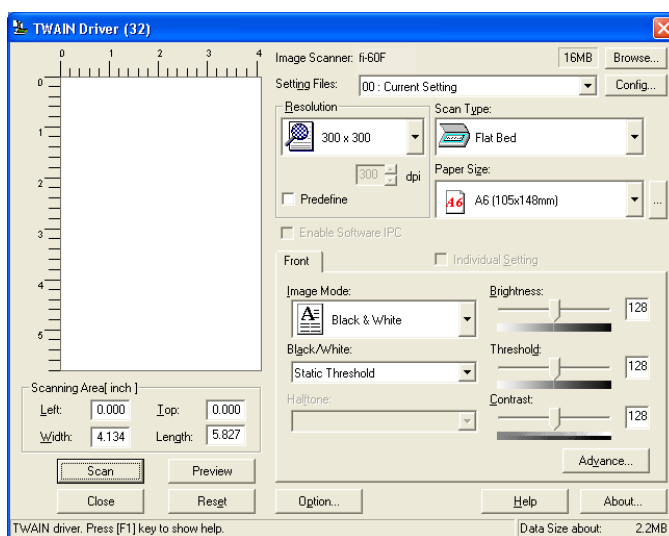 TWAIN Driver (32)
0 1 2 3 4
0
1
2
3
4
5
Image Scanner: fi-60F 16MB Browse...
Setting Files: 00 : Current Setting Config...
Resolution
300 x 300
300 dpi
Predefine
Scan Type:
Flat Bed
Paper Size:
A6 A6 (105x148mm) ...
Enable Software IPC
Front
Individual Setting
Image Mode:
Black & White
Black/White:
Static Threshold
Halftone:
Brightness:
128
Threshold:
128
Contrast:
128
Advance...
Scanning Area[ inch ]
Left: 0.000 Top: 0.000
Width: 4.134 Length: 5.827
Scan Preview
Close Reset Option... Help About...
TWAIN driver. Press [F1] key to show help. Data Size about: 2.2MB